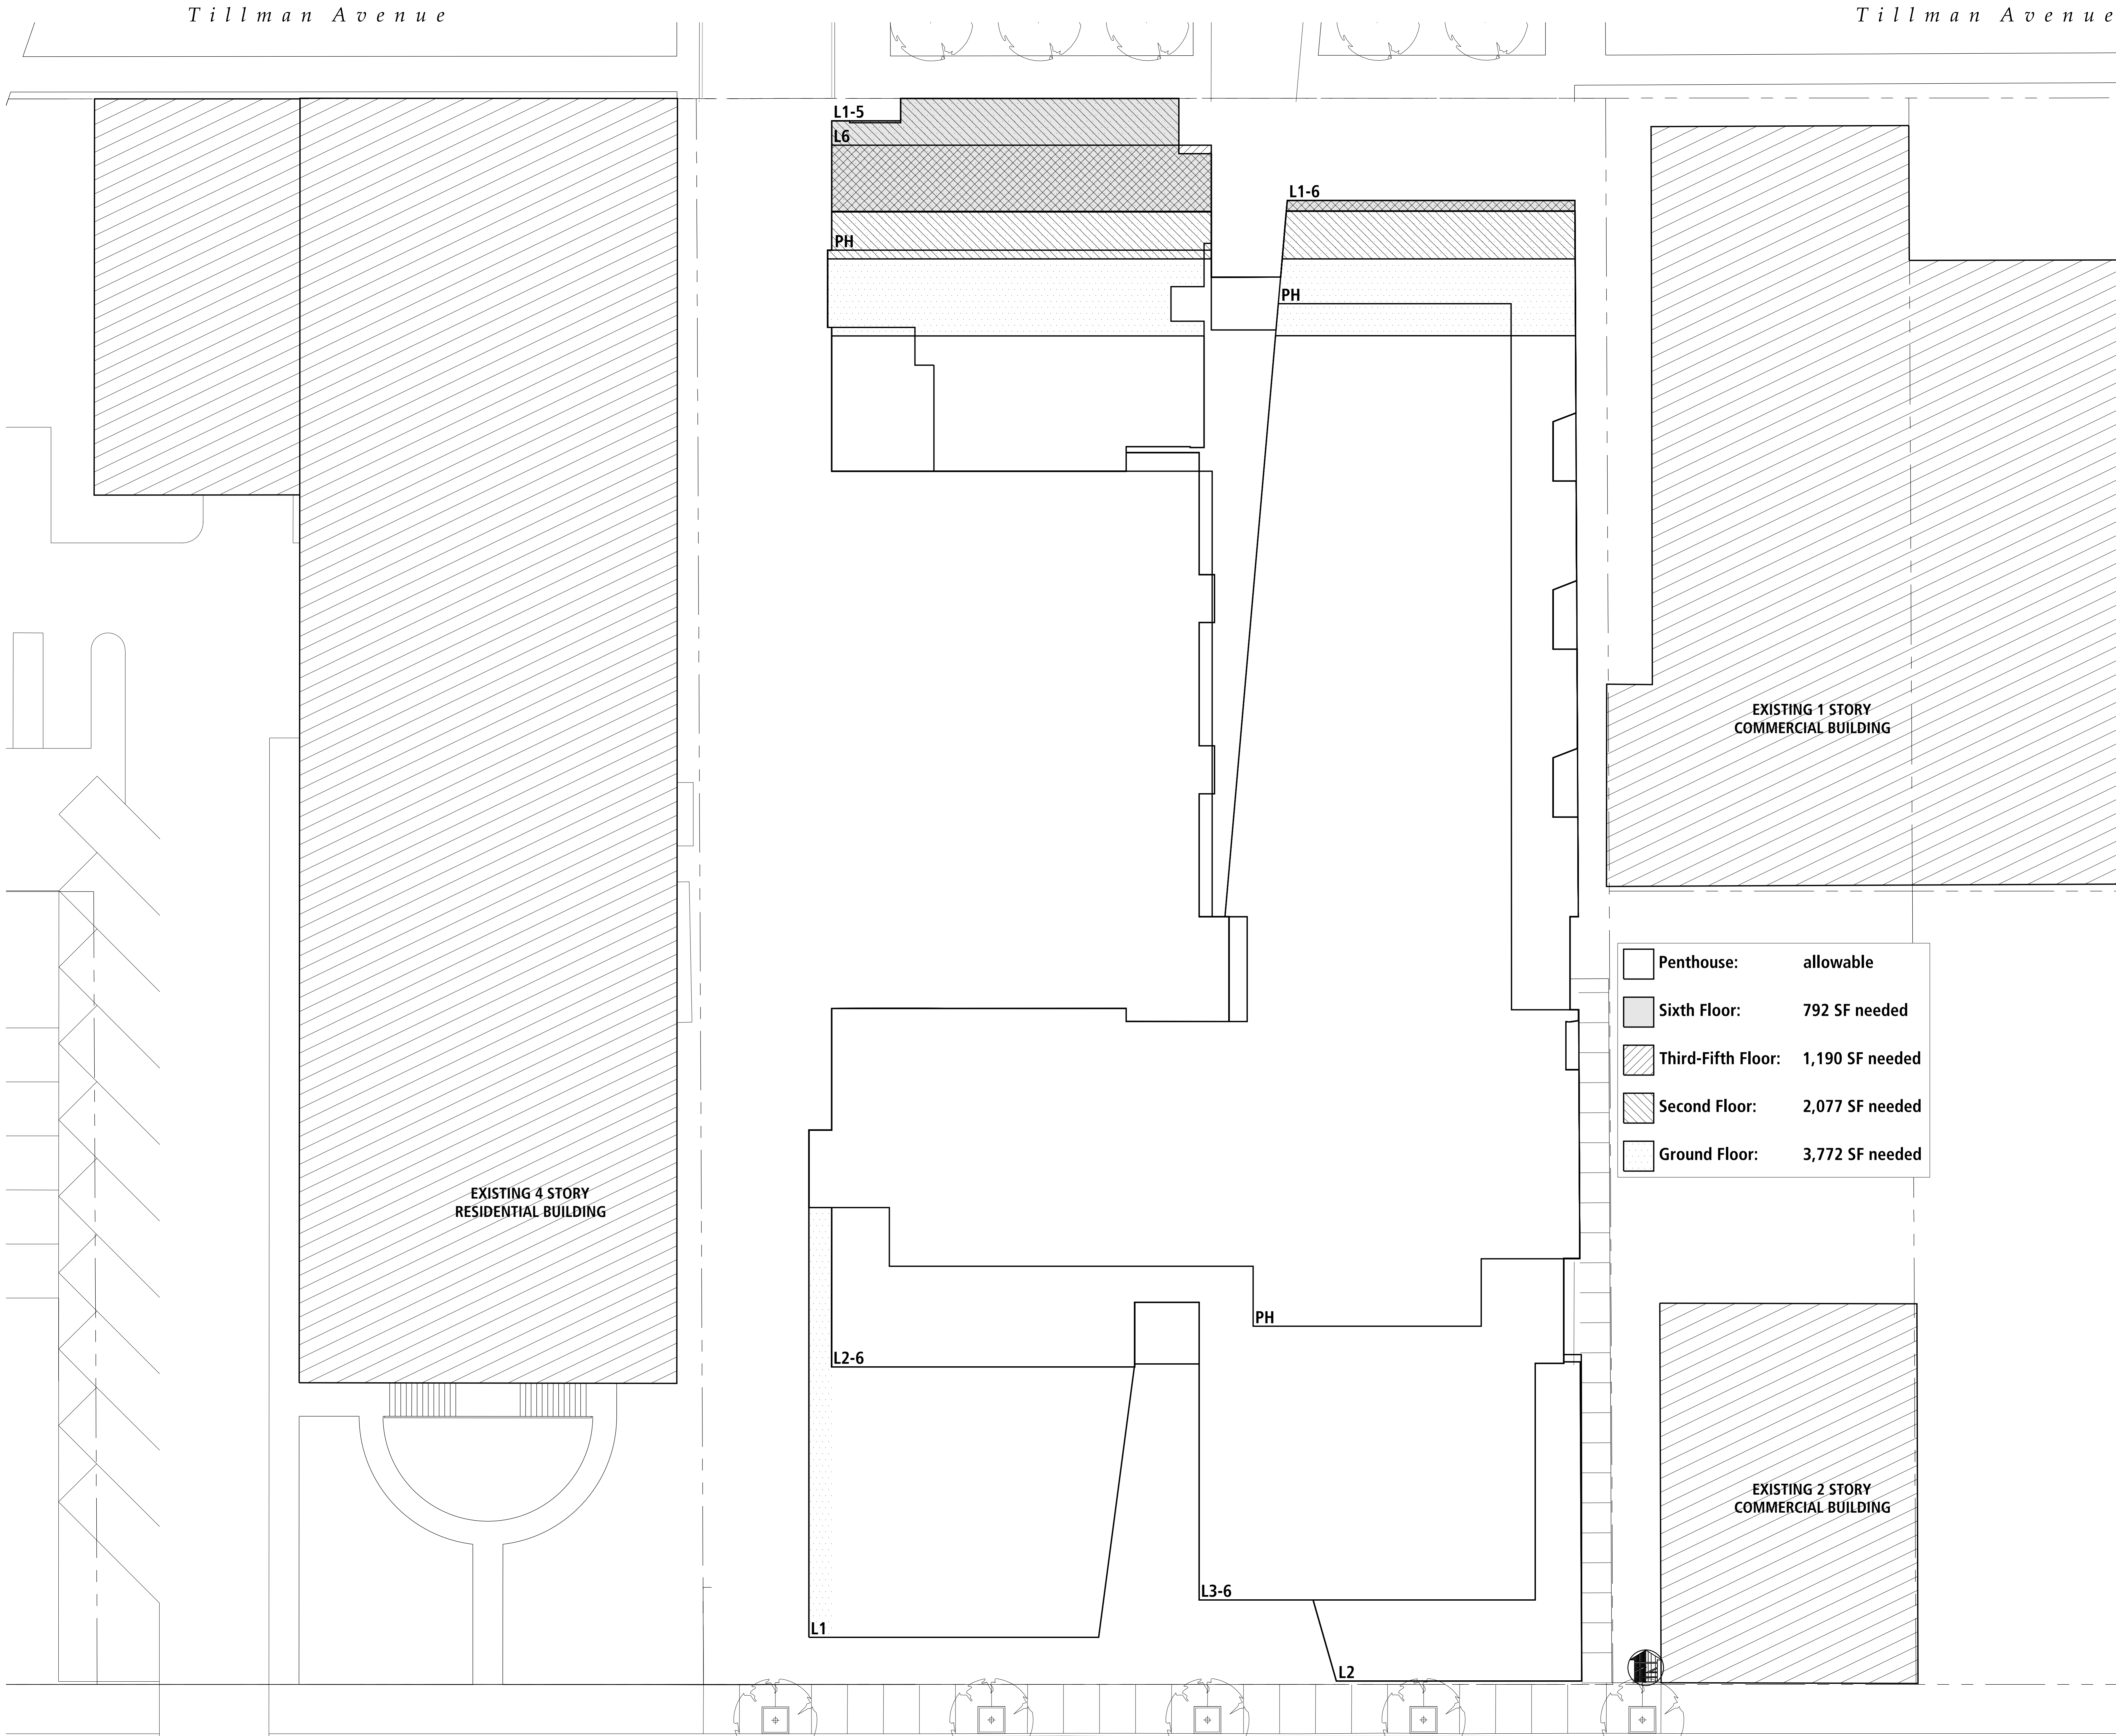 Tillman Avenue
Tillman Avenue
L1-5
L6
L1-6
PH
PH
EXISTING 1 STORY
COMMERCIAL BUILDING
Penthouse: allowable
Sixth Floor: 792 SF needed
Third-Fifth Floor: 1,190 SF needed
Second Floor: 2,077 SF needed
Ground Floor: 3,772 SF needed
EXISTING 4 STORY
RESIDENTIAL BUILDING
PH
L2-6
EXISTING 2 STORY
COMMERCIAL BUILDING
L3-6
L1
L2